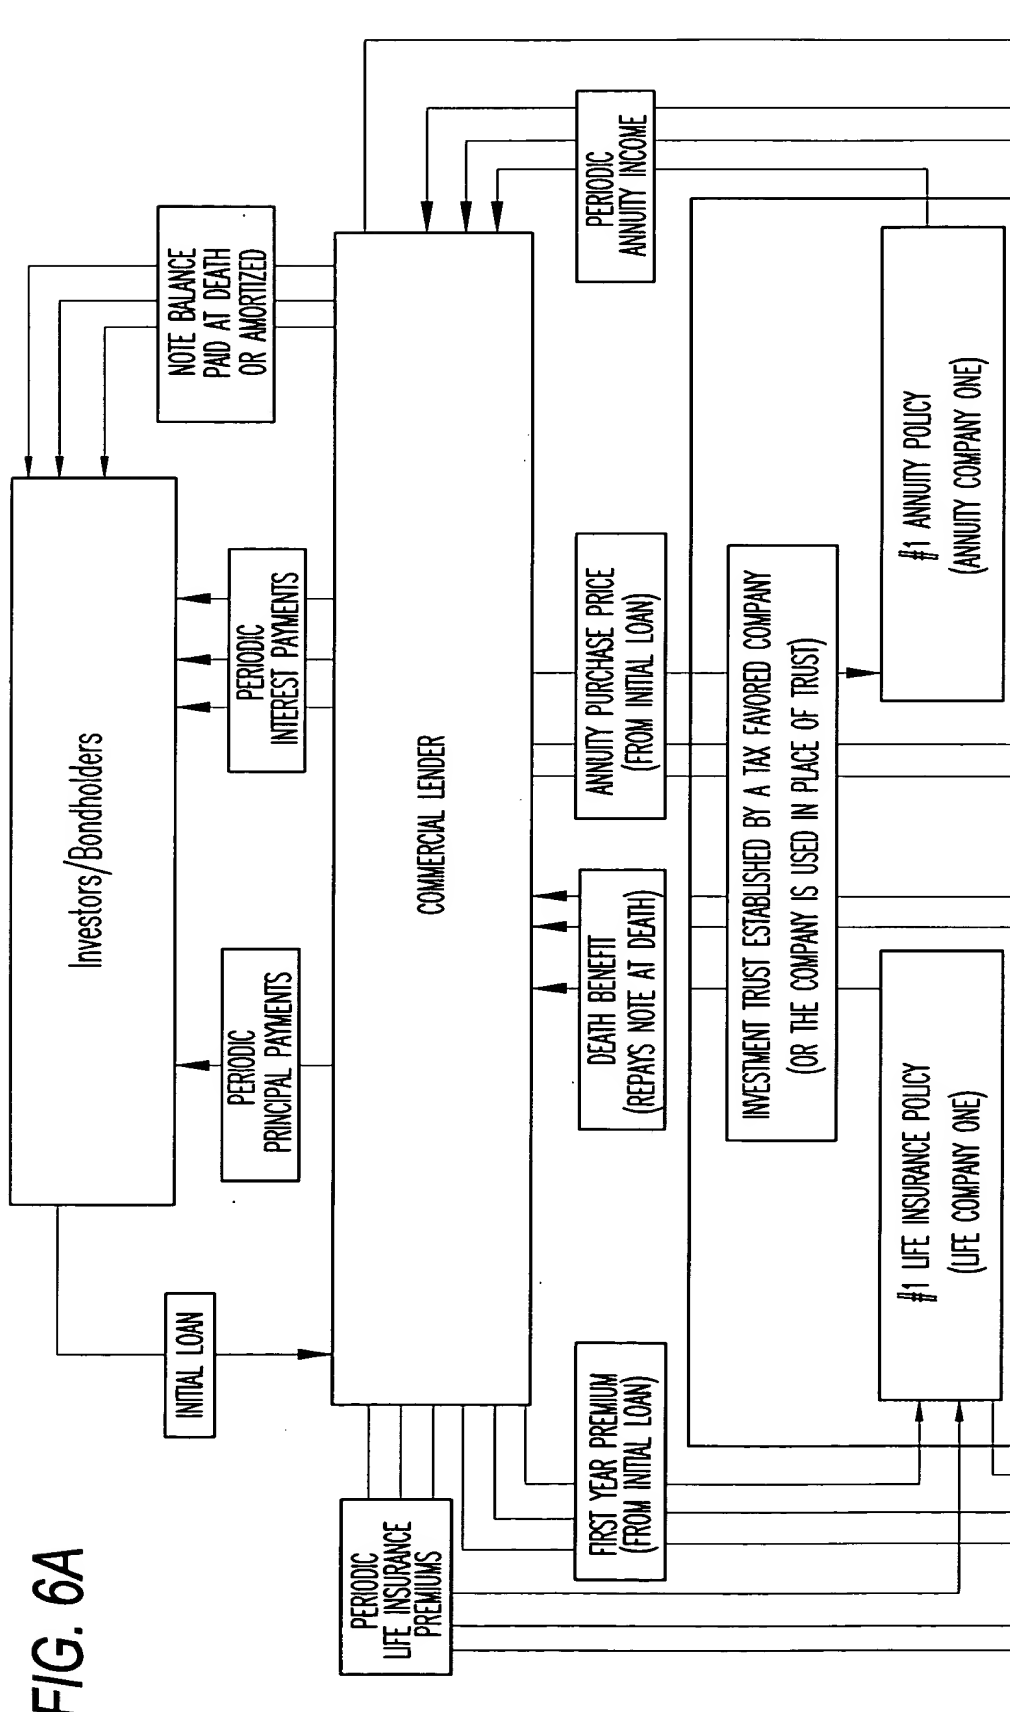 FIG. 6A
Investors/Bondholders
INITIAL LOAN
PERIODIC
PRINCIPAL PAYMENTS
PERIODIC
INTEREST PAYMENTS
NOTE BALANCE
PAID AT DEATH
OR AMORTIZED
COMMERCIAL LENDER
PERIODIC
LIFE INSURANCE
PREMIUMS
FIRST YEAR PREMIUM
(FROM INITIAL LOAN)
DEATH BENEFIT
(REPAYS NOTE AT DEATH)
ANNUITY PURCHASE PRICE
(FROM INITIAL LOAN)
PERIODIC
ANNUITY INCOME
INVESTMENT TRUST ESTABLISHED BY A TAX FAVORED COMPANY
(OR THE COMPANY IS USED IN PLACE OF TRUST)
#1 LIFE INSURANCE POLICY
(LIFE COMPANY ONE)
#1 ANNUITY POLICY
(ANNUITY COMPANY ONE)